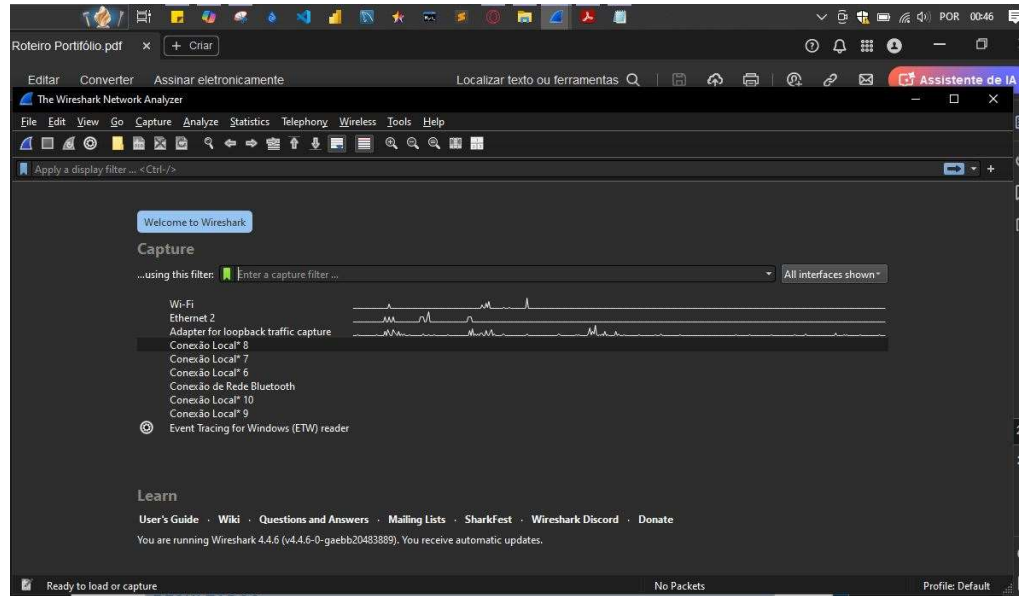 POR 00:46
Roteiro Portifólio.pdf × + Criar
Editar Converter Assinar eletronicamente Localizar texto ou ferramentas Assistente de IA
The Wireshark Network Analyzer
File Edit View Go Capture Analyze Statistics Telephony Wireless Tools Help
Apply a display filter ... <Ctrl-/>
Welcome to Wireshark
Capture
...using this filter: Enter a capture filter ... All interfaces shown
Wi-Fi
Ethernet 2
Adapter for loopback traffic capture
Conexão Local* 8
Conexão Local* 7
Conexão Local* 6
Conexão de Rede Bluetooth
Conexão Local* 10
Conexão Local* 9
Event Tracing for Windows (ETW) reader
Learn
User's Guide · Wiki · Questions and Answers · Mailing Lists · SharkFest · Wireshark Discord · Donate
You are running Wireshark 4.4.6 (v4.4.6-0-gaebb20483889). You receive automatic updates.
Ready to load or capture No Packets Profile: Default